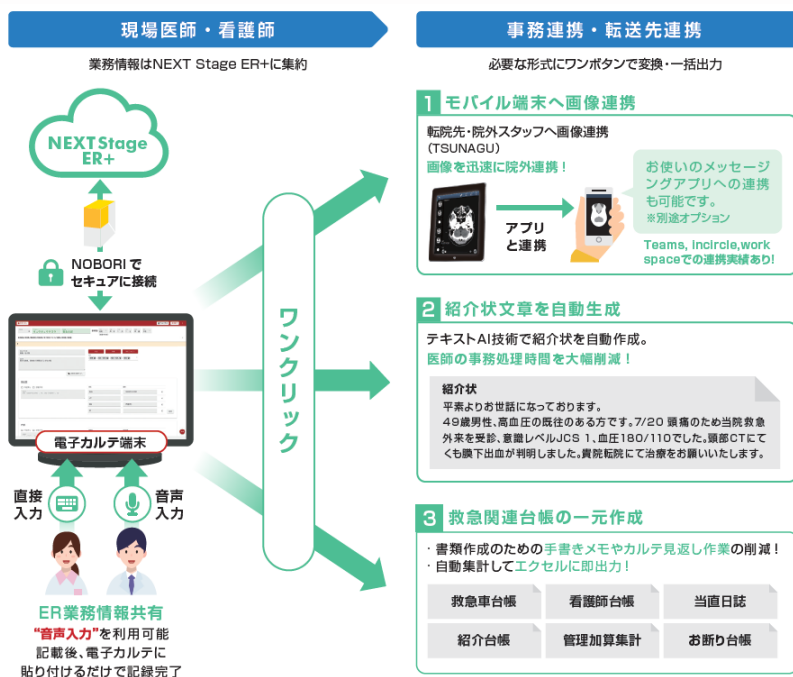 現場医師・看護師
業務情報はNEXT Stage ER+に集約
NEXT Stage
ER+
NOBORIで
セキュアに接続
電子カルテ端末
直接
入力
音声
入力
ER業務情報共有
“音声入力”を利用可能
記載後、電子カルテに
貼り付けるだけで記録完了
ワンクリック
事務連携・転送先連携
必要な形式にワンボタンで変換・一括出力
1 モバイル端末へ画像連携
転院先・院外スタッフへ画像連携
(TSUNAGU)
画像を迅速に院外連携！
アプリ
と連携
お使いのメッセージ
ングアプリへの連携
も可能です。
※別途オプション
Teams, incircle,work
spaceでの連携実績あり!
2 紹介状文章を自動生成
テキストAI技術で紹介状を自動作成。
医師の事務処理時間を大幅削減！
紹介状
平素よりお世話になっております。
49歳男性、高血圧の既往のある方です。7/20 頭痛のため当院救急
外来を受診、意識レベルJCS 1、血圧180/110でした。頭部CTにて
くも膜下出血が判明しました。貴院転院にて治療をお願いいたします。
3 救急関連台帳の一元作成
・書類作成のための手書きメモやカルテ見返し作業の削減！
・自動集計してエクセルに即出力！
救急車台帳
看護師台帳
当直日誌
紹介台帳
管理加算集計
お断り台帳